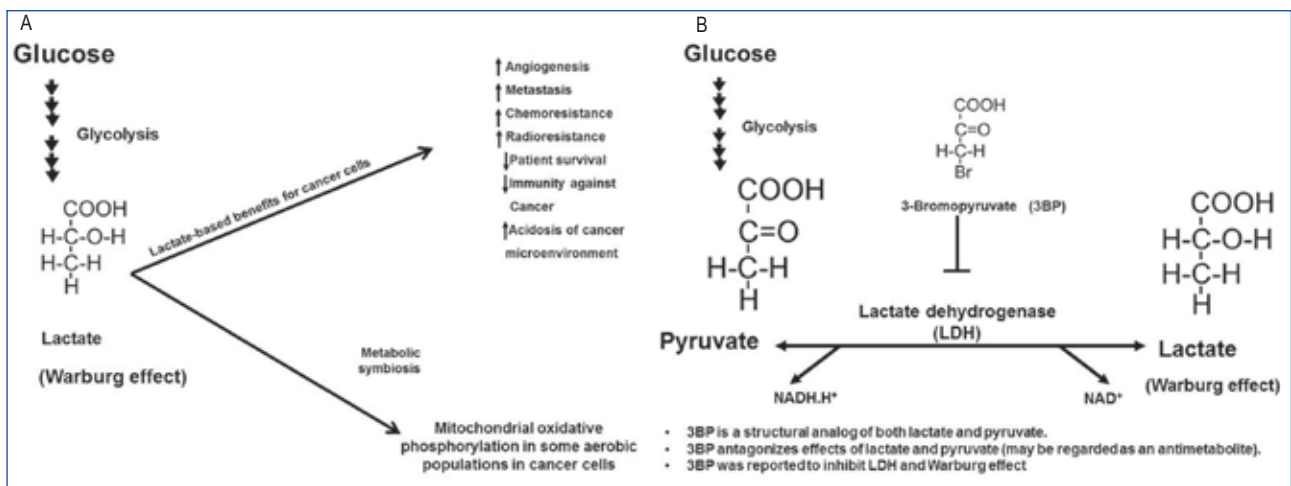 A
Glucose
Glycolysis
COOH
H-C-O-H
H-C-H
H
Lactate
(Warburg effect)
Lactate-based benefits for cancer cells
Angiogenesis
Metastasis
Chemoresistance
Radioresistance
Patient survival
Immunity against
Cancer
Acidosis of cancer
microenvironment
Metabolic
symbiosis
Mitochondrial oxidative
phosphorylation in some aerobic
populations in cancer cells
B
Glucose
Glycolysis
COOH
C=O
H-C-H
H
Pyruvate
COOH
C=O
H-C-H
Br
3-Bromopyruvate (3BP)
Lactate dehydrogenase
(LDH)
NADH.H⁺
NAD⁺
COOH
H-C-O-H
H-C-H
H
Lactate
(Warburg effect)
• 3BP is a structural analog of both lactate and pyruvate.
• 3BP antagonizes effects of lactate and pyruvate (may be regarded as an antimetabolite).
• 3BP was reported to inhibit LDH and Warburg effect